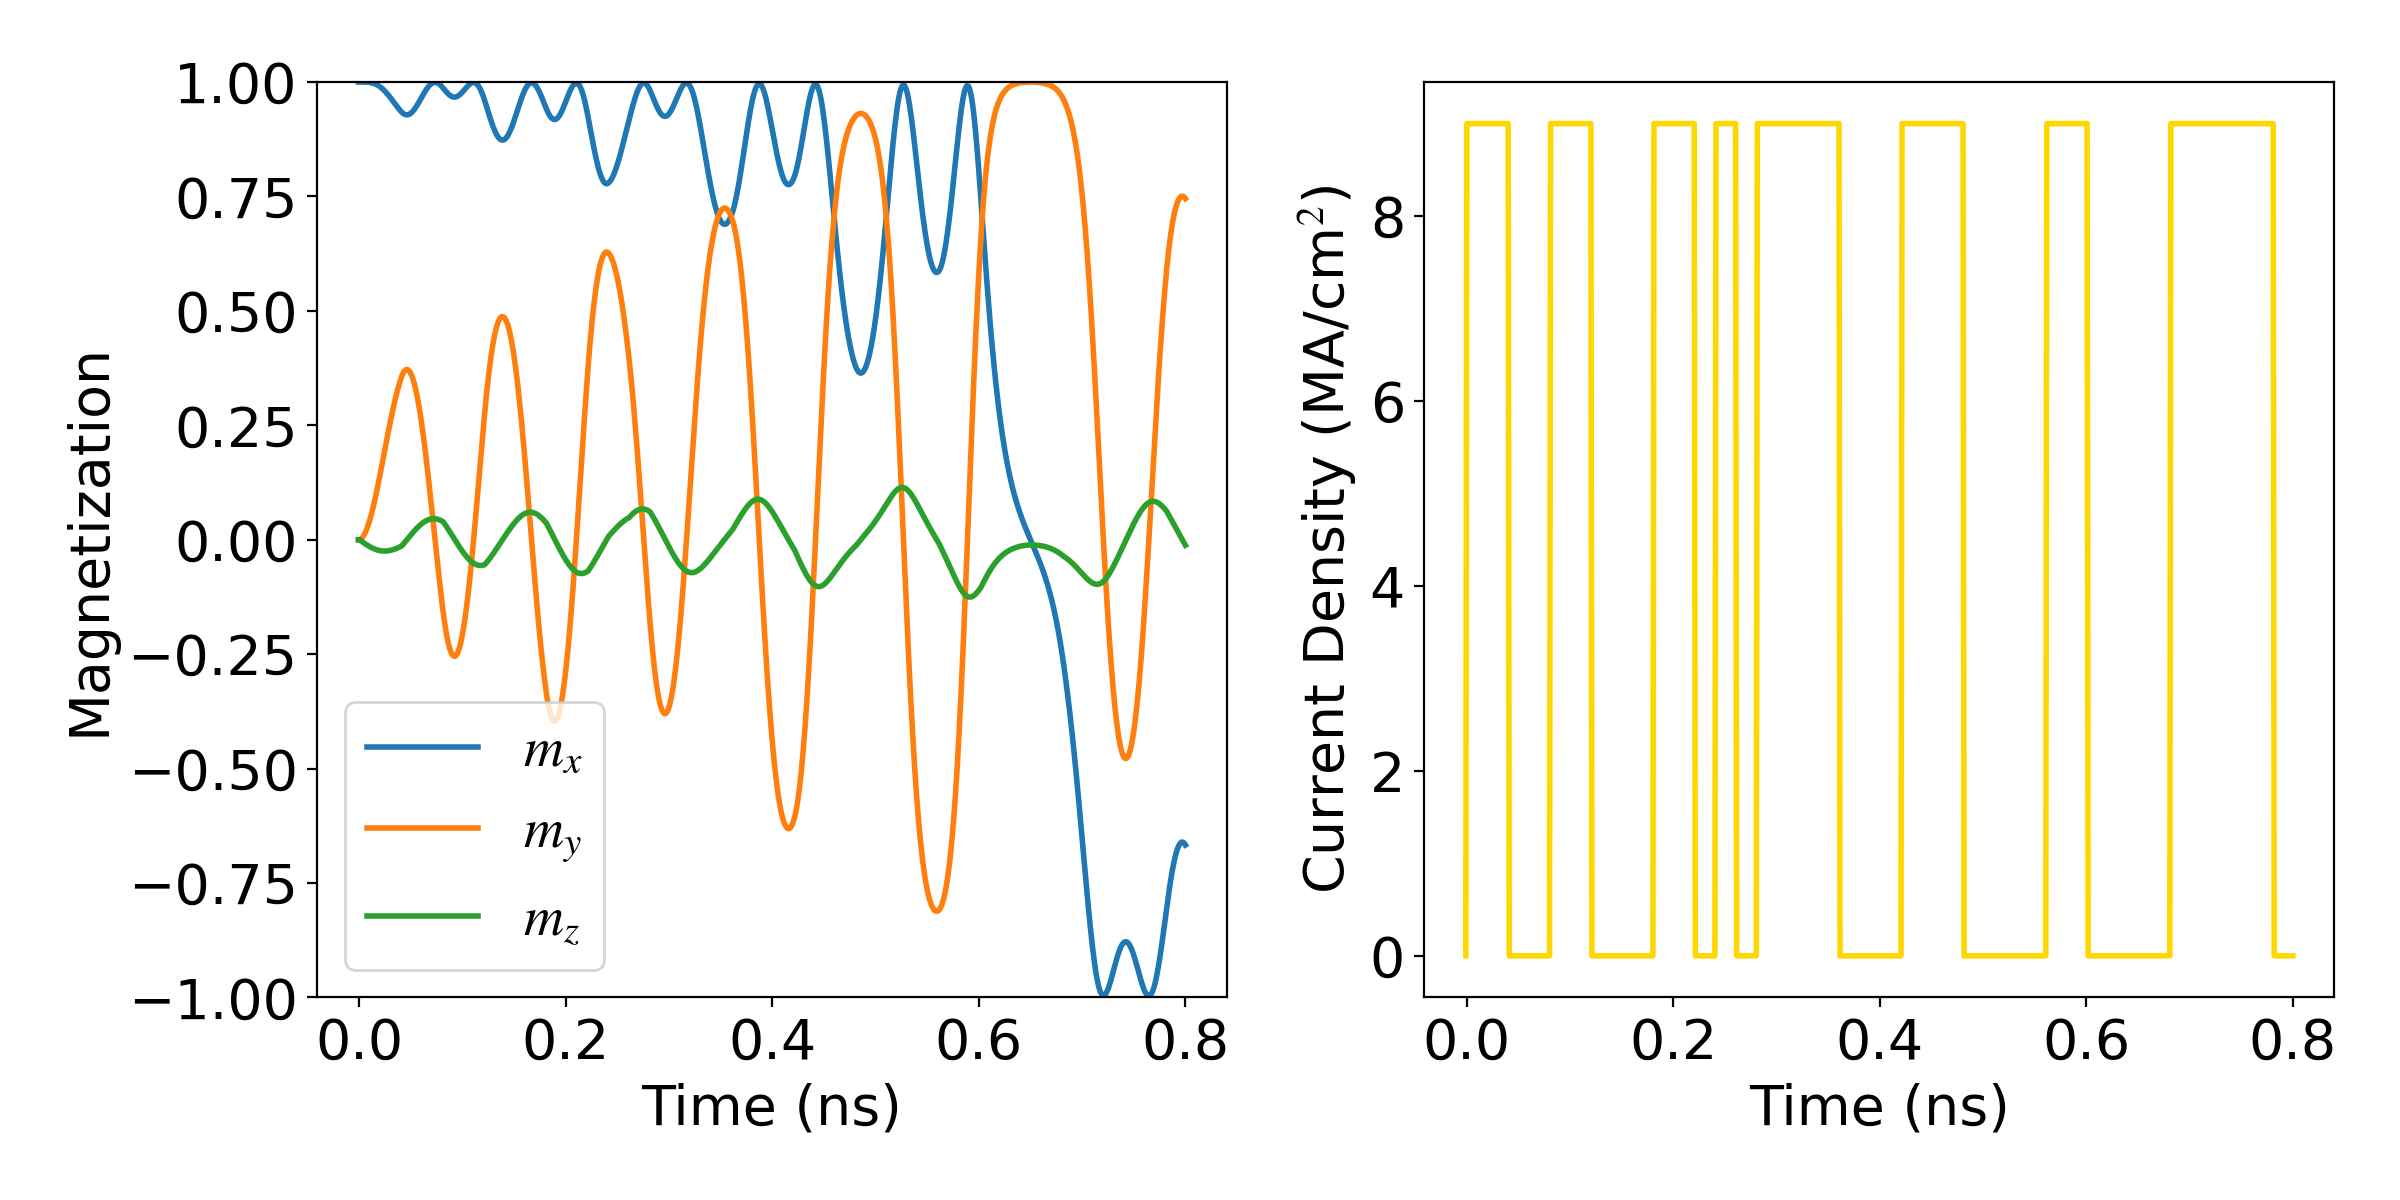 Magnetization
1.00
0.75
0.50
0.25
0.00
−0.25
−0.50
−0.75
−1.00
0.0 0.2 0.4 0.6 0.8
Time (ns)
mₓ
m_y
m_z
Current Density (MA/cm²)
8
6
4
2
0
0.0 0.2 0.4 0.6 0.8
Time (ns)